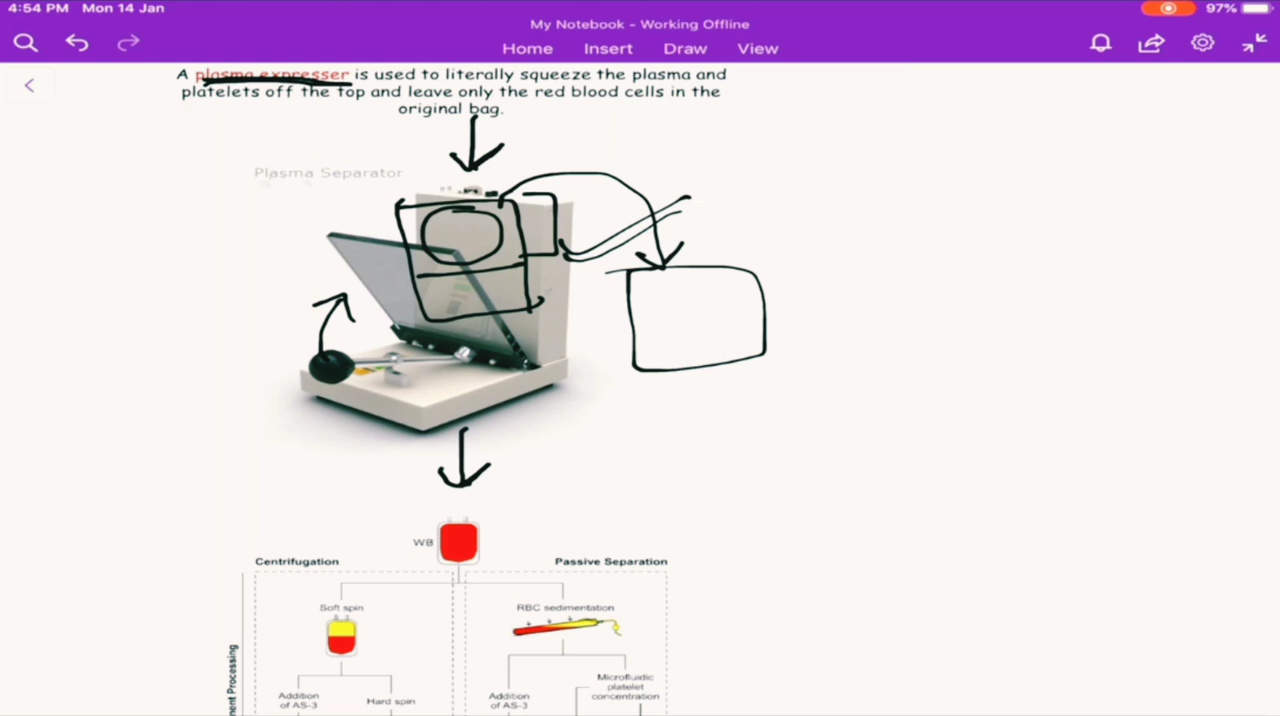 4:54 PM Mon 14 Jan
97%
My Notebook - Working Offline
Home Insert Draw View
A plasma expresser is used to literally squeeze the plasma and
platelets off the top and leave only the red blood cells in the
original bag.
Plasma Separator
WB
Centrifugation
Passive Separation
Soft spin
RBC sedimentation
Addition
of AS-3
Hard spin
Addition
of AS-3
Microfluidic
platelet
concentration